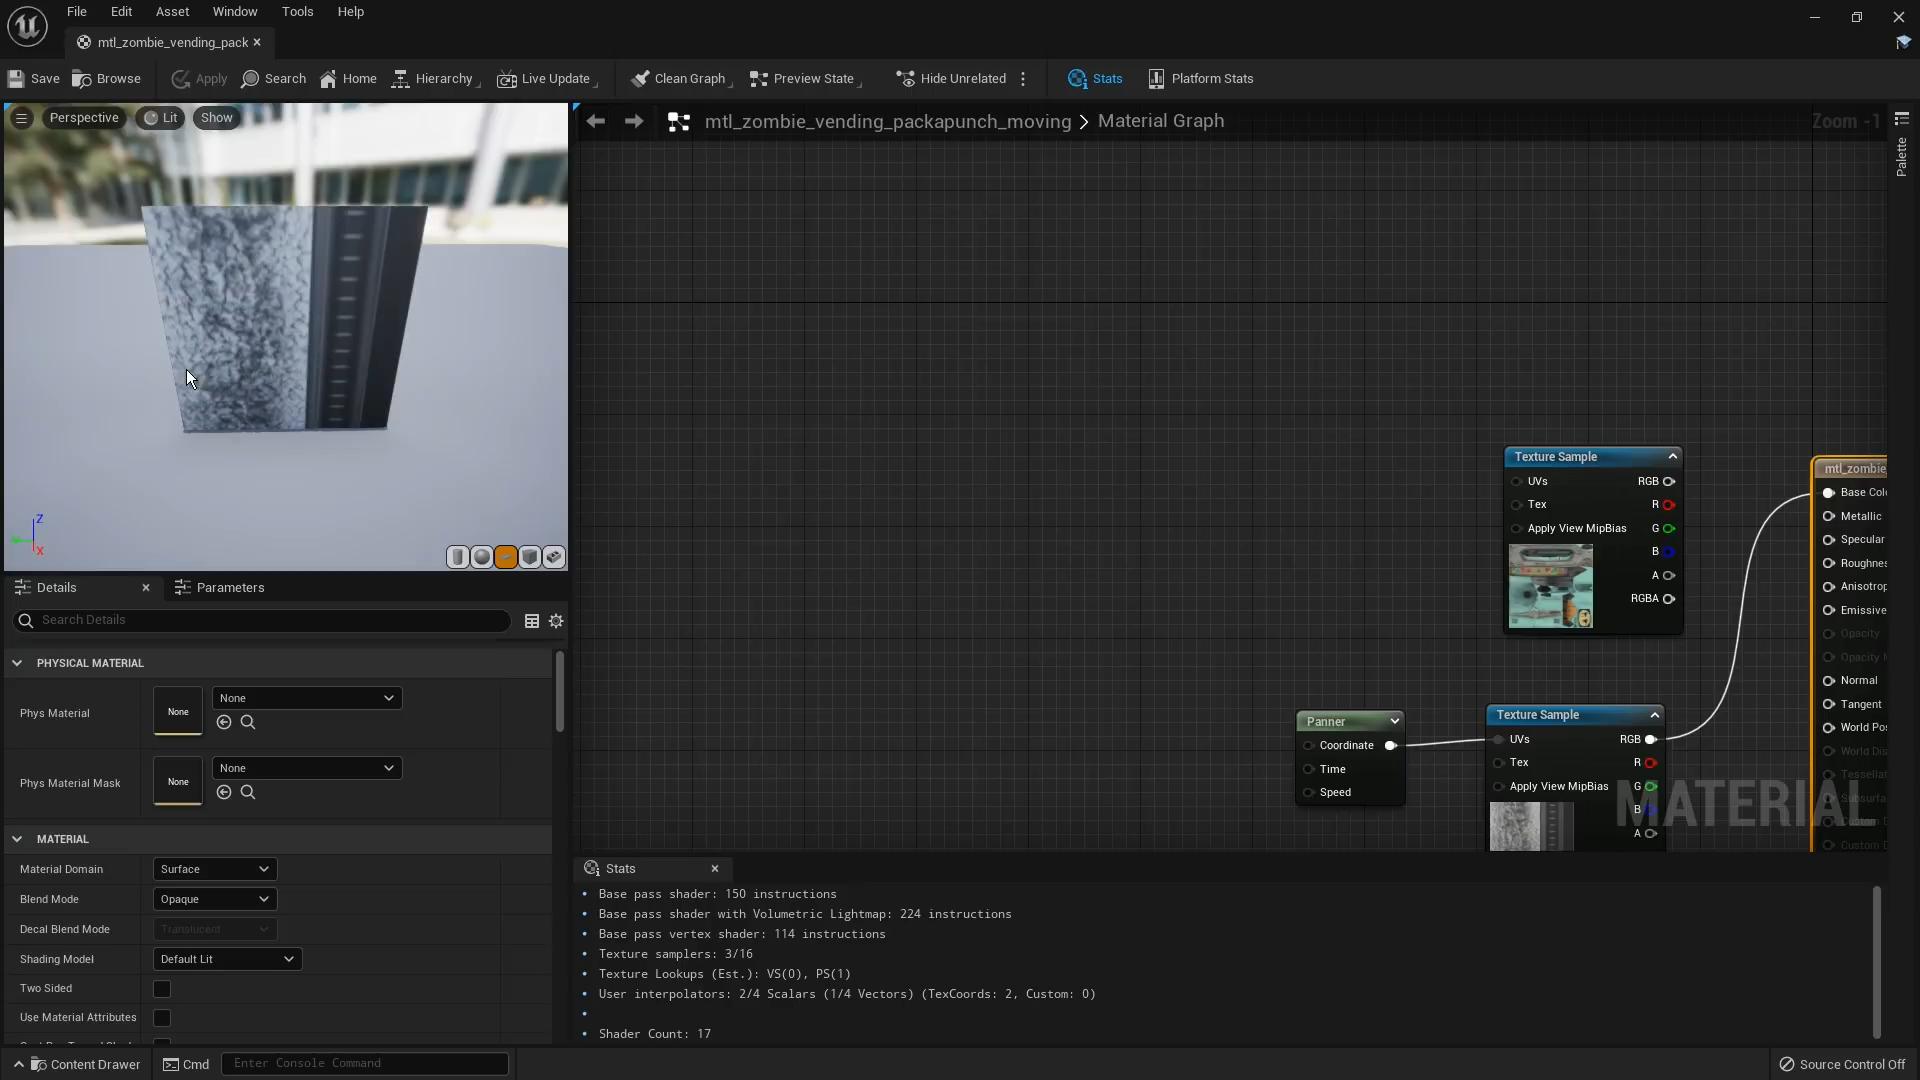 File Edit Asset Window Tools Help
mtl_zombie_vending_pack
Save Browse Apply Search Home Hierarchy Live Update Clean Graph Preview State Hide Unrelated Stats Platform Stats
Perspective Lit Show
mtl_zombie_vending_packapunch_moving > Material Graph
Zoom -1
Palette
Z
X
Texture Sample
UVs RGB
Tex R
Apply View MipBias G
B
A
RGBA
mtl_zombie
Base Colo
Metallic
Specular
Roughnes
Anisotrop
Emissive
Opacity
Opacity M
Normal
Tangent
World Pos
World Dis
Tessellat
Subsurfa
Custom D
Custom D
Panner
Coordinate
Time
Speed
Texture Sample
UVs RGB
Tex R
Apply View MipBias G
B
A
MATERIAL
Details Parameters
Search Details
PHYSICAL MATERIAL
Phys Material None None
Phys Material Mask None None
MATERIAL
Material Domain Surface
Blend Mode Opaque
Decal Blend Mode Translucent
Shading Model Default Lit
Two Sided
Use Material Attributes
Stats
Base pass shader: 150 instructions
Base pass shader with Volumetric Lightmap: 224 instructions
Base pass vertex shader: 114 instructions
Texture samplers: 3/16
Texture Lookups (Est.): VS(0), PS(1)
User interpolators: 2/4 Scalars (1/4 Vectors) (TexCoords: 2, Custom: 0)
Shader Count: 17
Content Drawer Cmd Enter Console Command Source Control Off